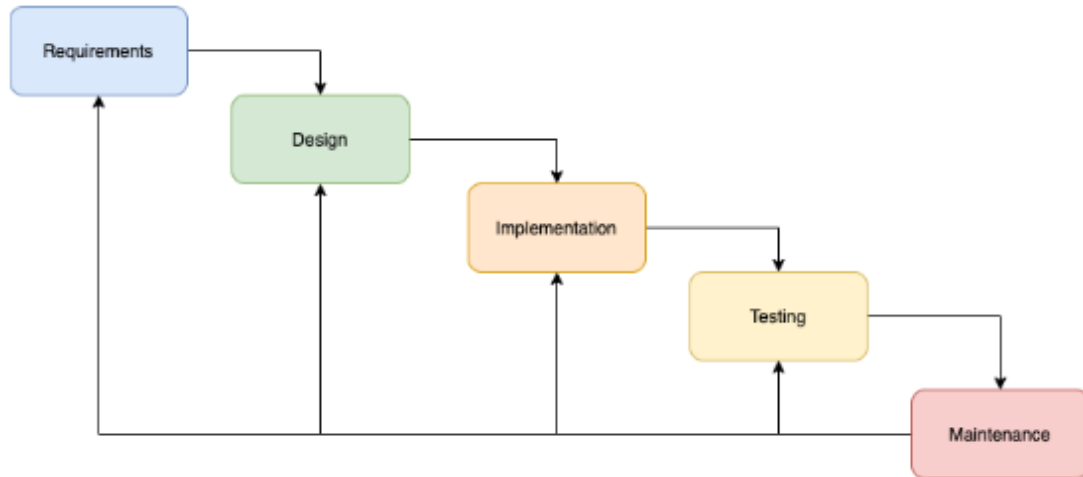 Requirements
Design
Implementation
Testing
Maintenance